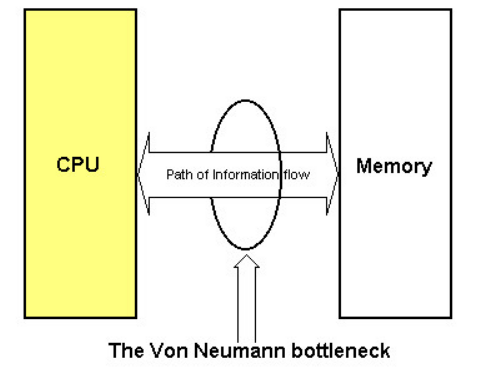 CPU
Path of Information flow
Memory
The Von Neumann bottleneck